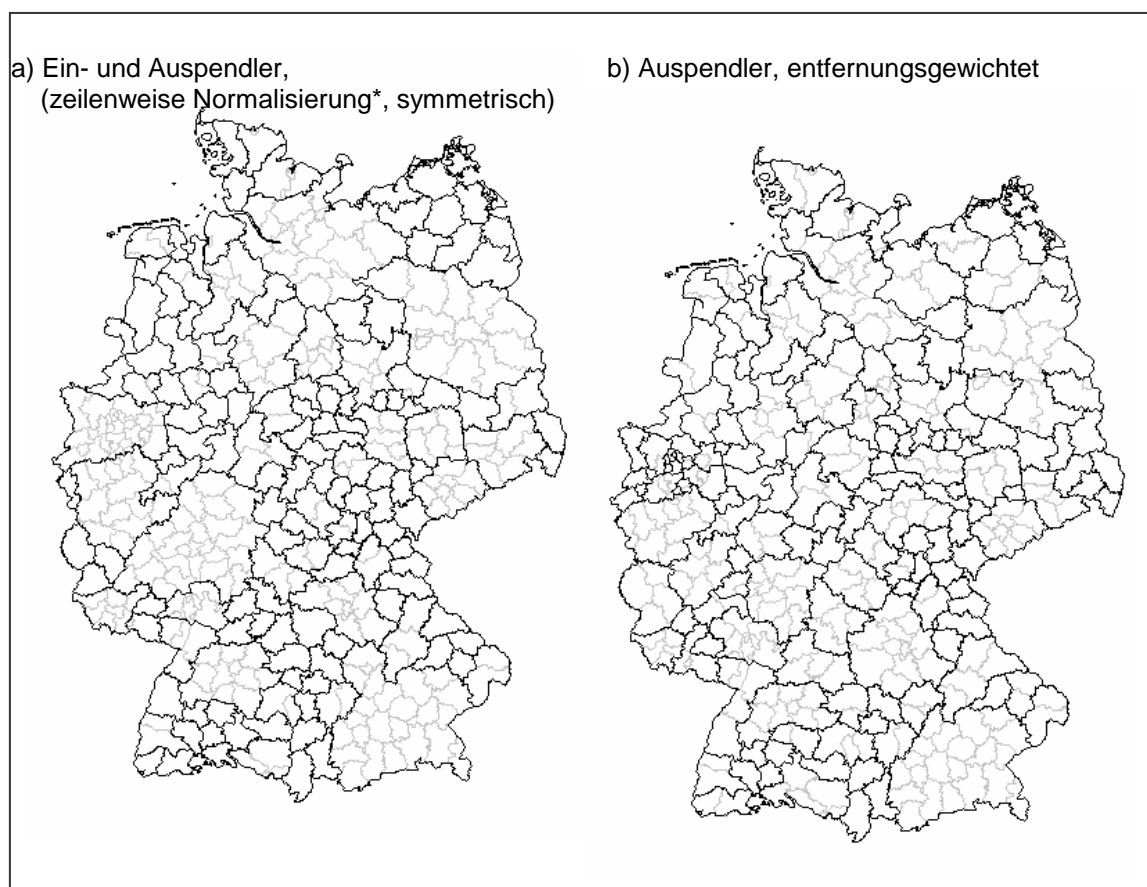 a) Ein- und Auspendler,
(zeilenweise Normalisierung*, symmetrisch)
b) Auspendler, entfernungsgewichtet